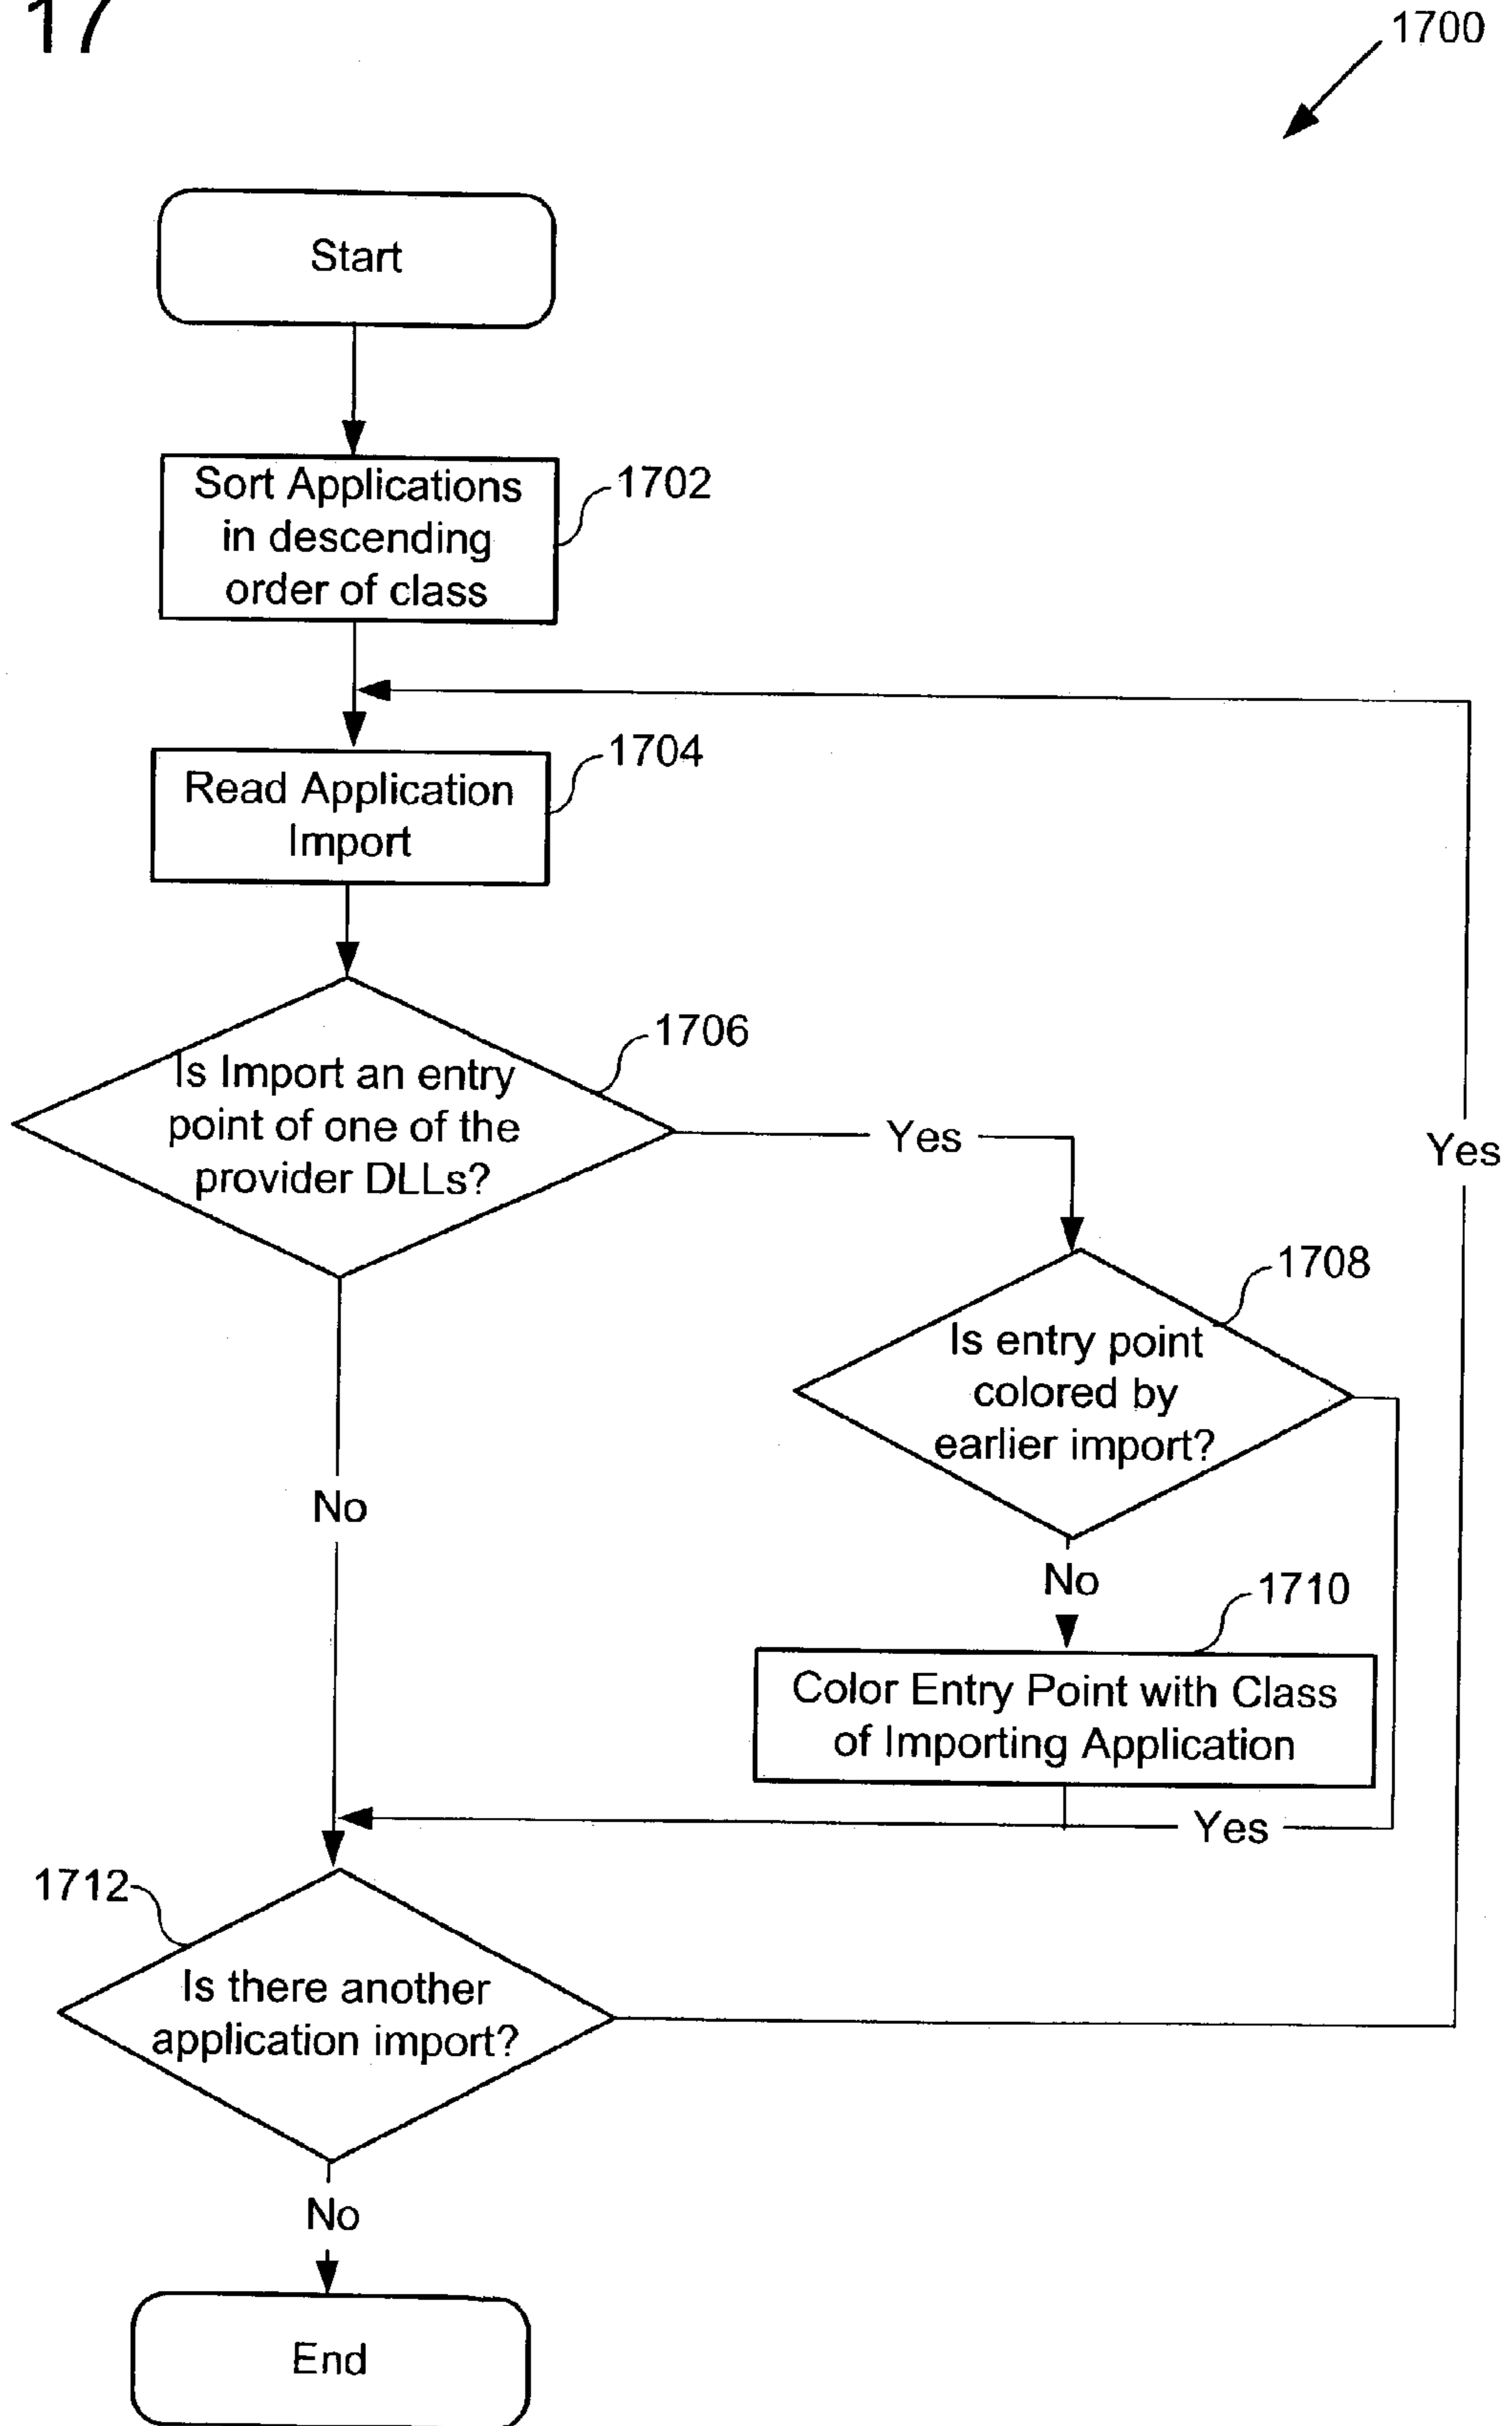 17
1700
Start
Sort Applications
in descending
order of class
1702
Read Application
Import
1704
Is Import an entry
point of one of the
provider DLLs?
1706
Yes
Yes
Is entry point
colored by
earlier import?
1708
No
No
1710
Color Entry Point with Class
of Importing Application
Yes
1712
Is there another
application import?
No
End